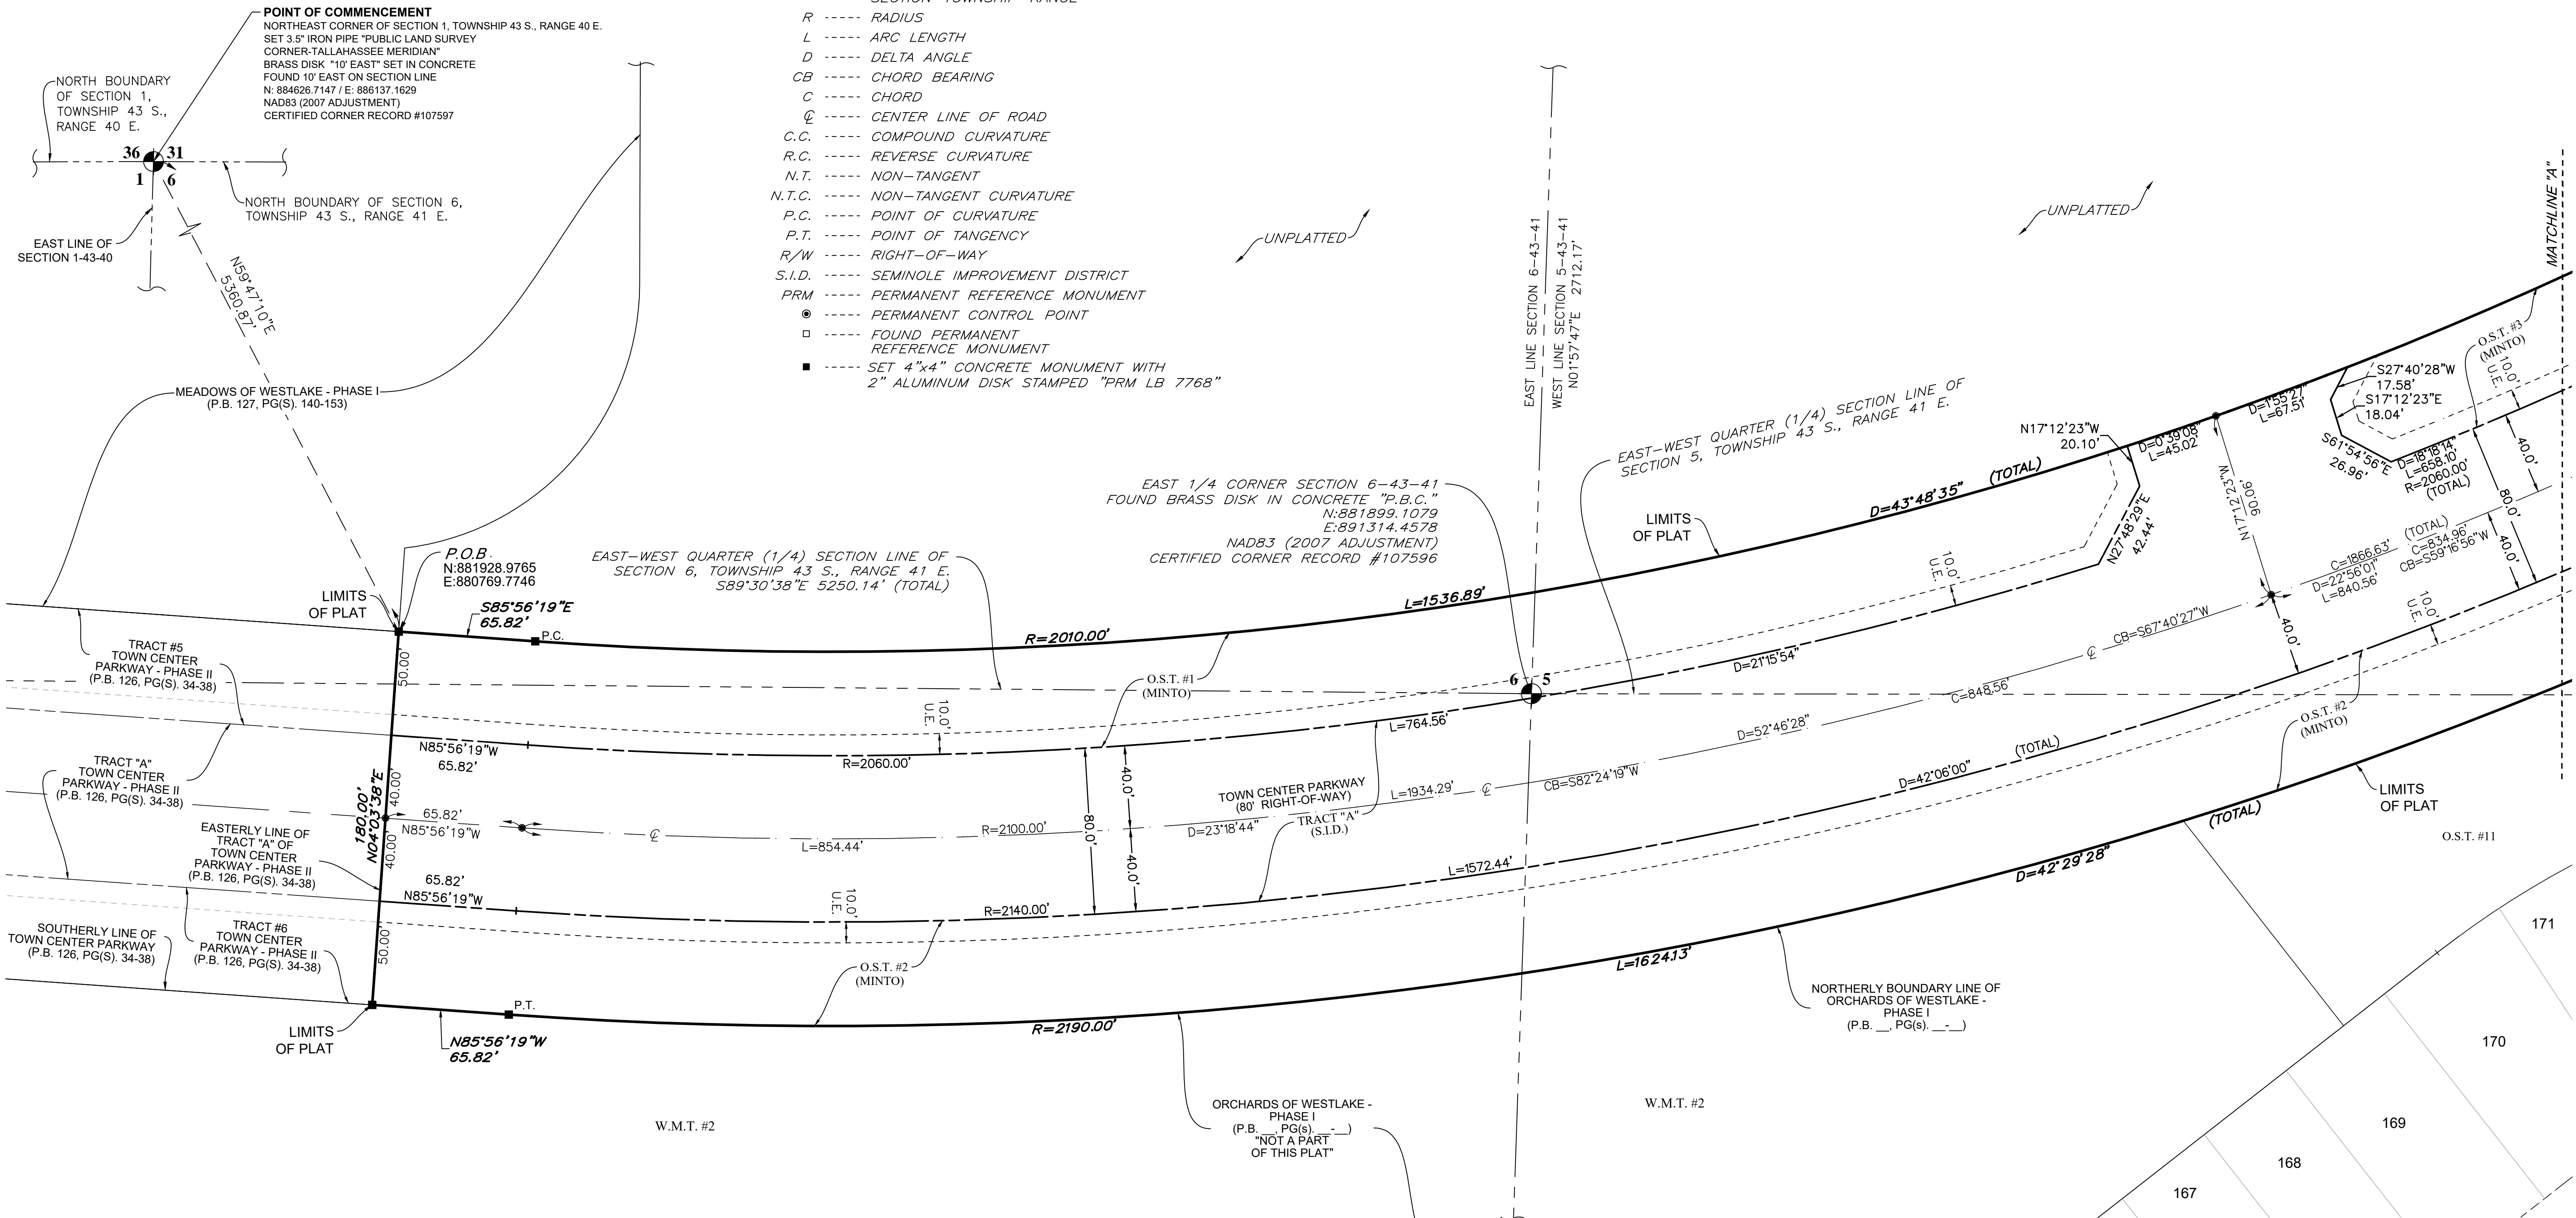 POINT OF COMMENCEMENT
NORTHEAST CORNER OF SECTION 1, TOWNSHIP 43 S., RANGE 40 E.
SET 3.5" IRON PIPE "PUBLIC LAND SURVEY
CORNER-TALLAHASSEE MERIDIAN"
BRASS DISK "10' EAST" SET IN CONCRETE
FOUND 10' EAST ON SECTION LINE
N: 884626.7147 / E: 886137.1629
NAD83 (2007 ADJUSTMENT)
CERTIFIED CORNER RECORD #107597
NORTH BOUNDARY
OF SECTION 1,
TOWNSHIP 43 S.,
RANGE 40 E.
36 31
1 6
NORTH BOUNDARY OF SECTION 6,
TOWNSHIP 43 S., RANGE 41 E.
EAST LINE OF
SECTION 1-43-40
N59°47'10"E
5360.87'
SECTION-TOWNSHIP-RANGE
R ----- RADIUS
L ----- ARC LENGTH
D ----- DELTA ANGLE
CB ----- CHORD BEARING
C ----- CHORD
℄ ----- CENTER LINE OF ROAD
C.C. ----- COMPOUND CURVATURE
R.C. ----- REVERSE CURVATURE
N.T. ----- NON-TANGENT
N.T.C. ----- NON-TANGENT CURVATURE
P.C. ----- POINT OF CURVATURE
P.T. ----- POINT OF TANGENCY
R/W ----- RIGHT-OF-WAY
S.I.D. ----- SEMINOLE IMPROVEMENT DISTRICT
PRM ----- PERMANENT REFERENCE MONUMENT
----- PERMANENT CONTROL POINT
----- FOUND PERMANENT
REFERENCE MONUMENT
----- SET 4"x4" CONCRETE MONUMENT WITH
2" ALUMINUM DISK STAMPED "PRM LB 7768"
UNPLATTED
UNPLATTED
MATCHLINE "A"
EAST LINE SECTION 6-43-41
WEST LINE SECTION 5-43-41
N01°57'47"E 2712.17'
MEADOWS OF WESTLAKE - PHASE I
(P.B. 127, PG(S). 140-153)
EAST-WEST QUARTER (1/4) SECTION LINE OF
SECTION 5, TOWNSHIP 43 S., RANGE 41 E.
EAST 1/4 CORNER SECTION 6-43-41
FOUND BRASS DISK IN CONCRETE "P.B.C."
N:881899.1079
E:891314.4578
NAD83 (2007 ADJUSTMENT)
CERTIFIED CORNER RECORD #107596
P.O.B.
N:881928.9765
E:880769.7746
EAST-WEST QUARTER (1/4) SECTION LINE OF
SECTION 6, TOWNSHIP 43 S., RANGE 41 E.
S89°30'38"E 5250.14' (TOTAL)
LIMITS
OF PLAT
S85°56'19"E
65.82'
P.C.
R=2010.00'
L=1536.89'
LIMITS
OF PLAT
D=43°48'35"
(TOTAL)
N17°12'23"W
20.10'
D=0°39'08"
L=45.02'
D=1°55'27"
L=67.51'
S27°40'28"W
17.58'
S17°12'23"E
18.04'
S61°54'56"E
26.96'
O.S.T. #3
(MINTO)
10.0'
U.E.
D=18°18'14"
L=658.10'
R=2060.00'
(TOTAL)
40.0'
80.0'
40.0'
N17°12'23"W
90.06'
N27°48'29"E
42.44'
C=1866.63'
(TOTAL)
D=22°56'01"
C=834.96'
L=840.56'
CB=S59°16'56"W
10.0'
U.E.
10.0'
U.E.
40.0'
CB=S67°40'27"W
℄
TRACT #5
TOWN CENTER
PARKWAY - PHASE II
(P.B. 126, PG(S). 34-38)
50.00'
O.S.T. #1
(MINTO)
10.0'
U.E.
6 5
D=21°15'54"
L=764.56'
C=848.56'
N85°56'19"W
65.82'
R=2060.00'
D=52°46'28"
(TOTAL)
O.S.T. #2
(MINTO)
TRACT "A"
TOWN CENTER
PARKWAY - PHASE II
(P.B. 126, PG(S). 34-38)
180.00'
N04°03'38"E
40.00'
40.00'
65.82'
N85°56'19"W
℄
L=854.44'
R=2100.00'
40.0'
80.0'
40.0'
D=23°18'44"
TOWN CENTER PARKWAY
(80' RIGHT-OF-WAY)
TRACT "A"
(S.I.D.)
L=1934.29'
℄
CB=S82°24'19"W
D=42°06'00"
LIMITS
OF PLAT
(TOTAL)
O.S.T. #11
EASTERLY LINE OF
TRACT "A" OF
TOWN CENTER
PARKWAY - PHASE II
(P.B. 126, PG(S). 34-38)
65.82'
N85°56'19"W
10.0'
U.E.
R=2140.00'
L=1572.44'
D=42°29'28"
SOUTHERLY LINE OF
TOWN CENTER PARKWAY
(P.B. 126, PG(S). 34-38)
TRACT #6
TOWN CENTER
PARKWAY - PHASE II
(P.B. 126, PG(S). 34-38)
50.00'
O.S.T. #2
(MINTO)
L=1624.13'
P.T.
LIMITS
OF PLAT
N85°56'19"W
65.82'
R=2190.00'
NORTHERLY BOUNDARY LINE OF
ORCHARDS OF WESTLAKE -
PHASE I
(P.B. __, PG(s). __-__)
ORCHARDS OF WESTLAKE -
PHASE I
(P.B. __, PG(s). __-__)
"NOT A PART
OF THIS PLAT"
W.M.T. #2
W.M.T. #2
171
170
169
168
167